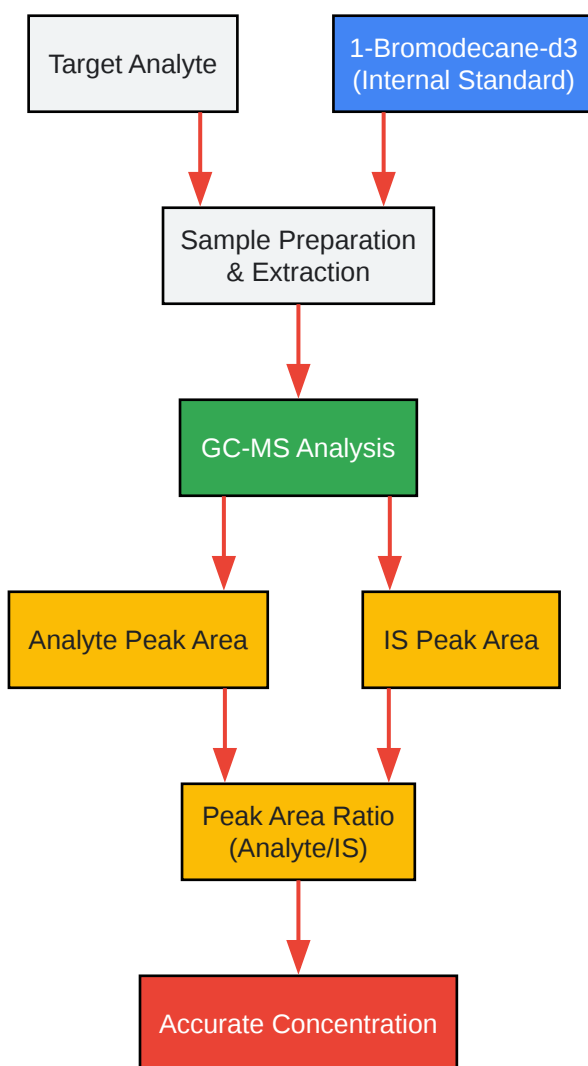 Target Analyte
1-Bromodecane-d3
(Internal Standard)
Sample Preparation
& Extraction
GC-MS Analysis
Analyte Peak Area
IS Peak Area
Peak Area Ratio
(Analyte/IS)
Accurate Concentration